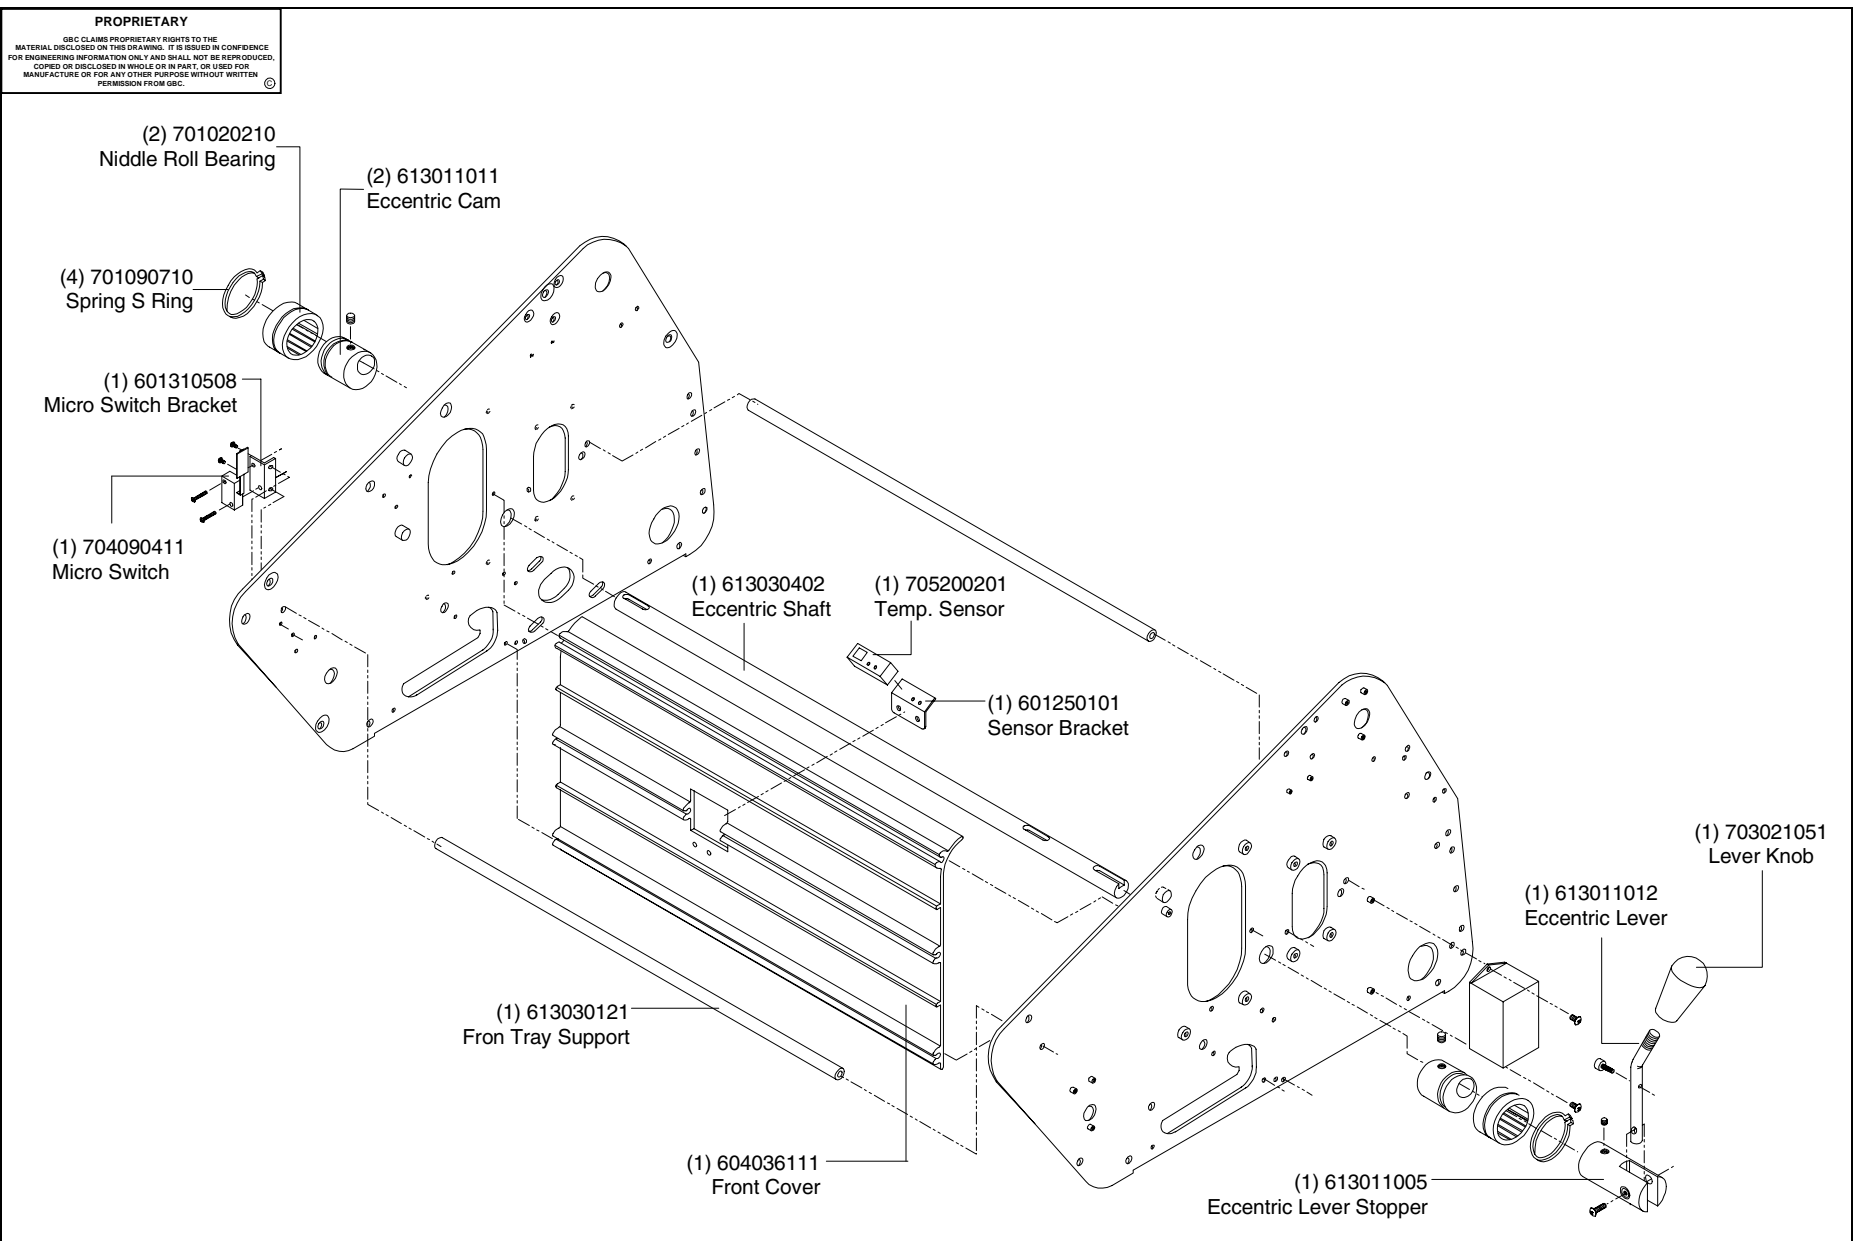 PROPRIETARY
GBC CLAIMS PROPRIETARY RIGHTS TO THE
MATERIAL DISCLOSED ON THIS DRAWING. IT IS ISSUED IN CONFIDENCE
FOR ENGINEERING INFORMATION ONLY AND SHALL NOT BE REPRODUCED,
COPIED OR DISCLOSED IN WHOLE OR IN PART, OR USED FOR
MANUFACTURE OR FOR ANY OTHER PURPOSE WITHOUT WRITTEN
PERMISSION FROM GBC. ©
(2) 701020210
Niddle Roll Bearing
(2) 613011011
Eccentric Cam
(4) 701090710
Spring S Ring
(1) 601310508
Micro Switch Bracket
(1) 704090411
Micro Switch
(1) 613030402
Eccentric Shaft
(1) 705200201
Temp. Sensor
(1) 601250101
Sensor Bracket
(1) 703021051
Lever Knob
(1) 613011012
Eccentric Lever
(1) 613030121
Fron Tray Support
(1) 604036111
Front Cover
(1) 613011005
Eccentric Lever Stopper